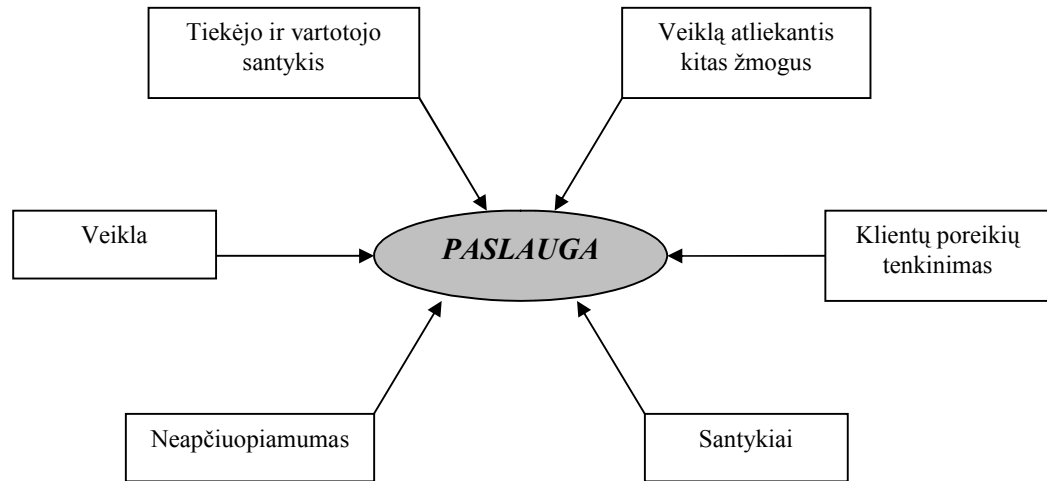 Tiekėjo ir vartotojo
santykis
Veiklą atliekantis
kitas žmogus
Veikla
PASLAUGA
Klientų poreikių
tenkinimas
Neapčiuopiamumas
Santykiai